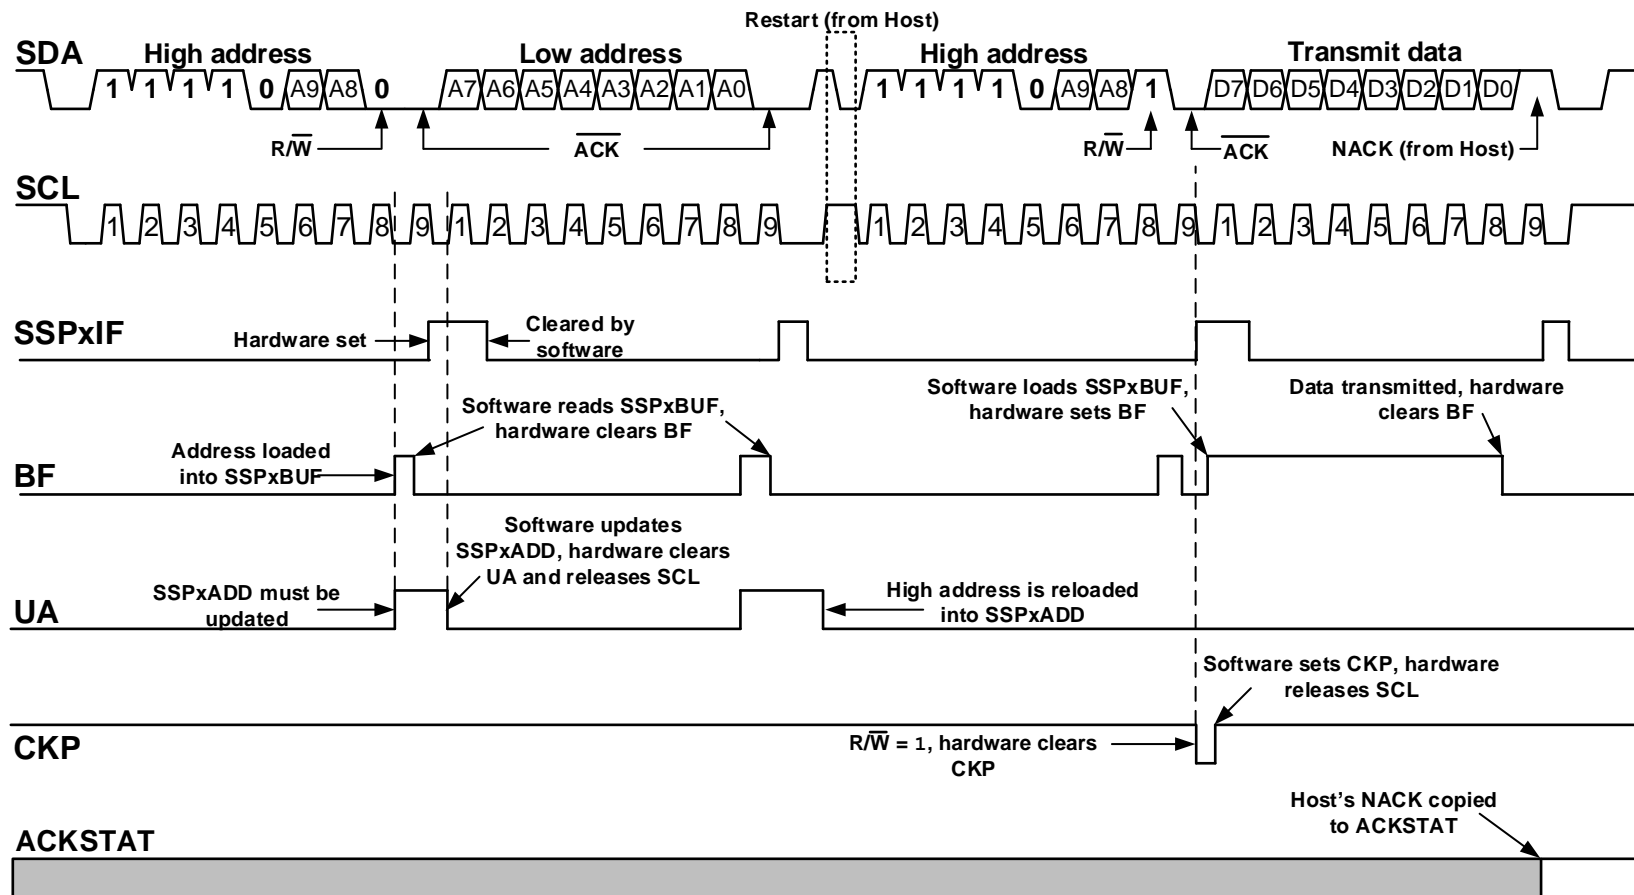 Restart (from Host)
SDA
High address
Low address
High address
Transmit data
1 1 1 1 0 A9 A8 0 A7 A6 A5 A4 A3 A2 A1 A0 1 1 1 1 0 A9 A8 1 D7 D6 D5 D4 D3 D2 D1 D0
R/W̅
A̅C̅K̅
R/W̅
A̅C̅K̅
NACK (from Host)
SCL
1 2 3 4 5 6 7 8 9 1 2 3 4 5 6 7 8 9 1 2 3 4 5 6 7 8 9 1 2 3 4 5 6 7 8 9
SSPxIF
Hardware set
Cleared by
software
Software loads SSPxBUF,
hardware sets BF
Data transmitted, hardware
clears BF
Software reads SSPxBUF,
hardware clears BF
Address loaded
into SSPxBUF
BF
Software updates
SSPxADD, hardware clears
UA and releases SCL
SSPxADD must be
updated
High address is reloaded
into SSPxADD
UA
Software sets CKP, hardware
releases SCL
CKP
R/W̅ = 1, hardware clears
CKP
Host's NACK copied
to ACKSTAT
ACKSTAT